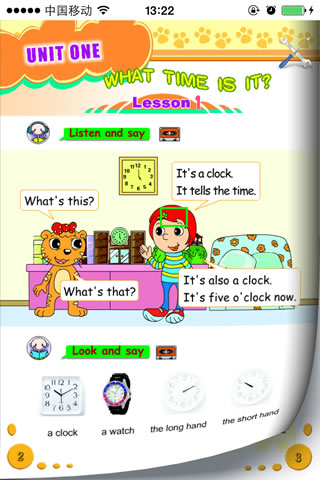 中国移动
13:22
UNIT ONE
WHAT TIME IS IT?
Lesson 1
Listen and say
What's this?
It's a clock.
It tells the time.
What's that?
It's also a clock.
It's five o'clock now.
Look and say
a clock
a watch
the long hand
the short hand
2
3